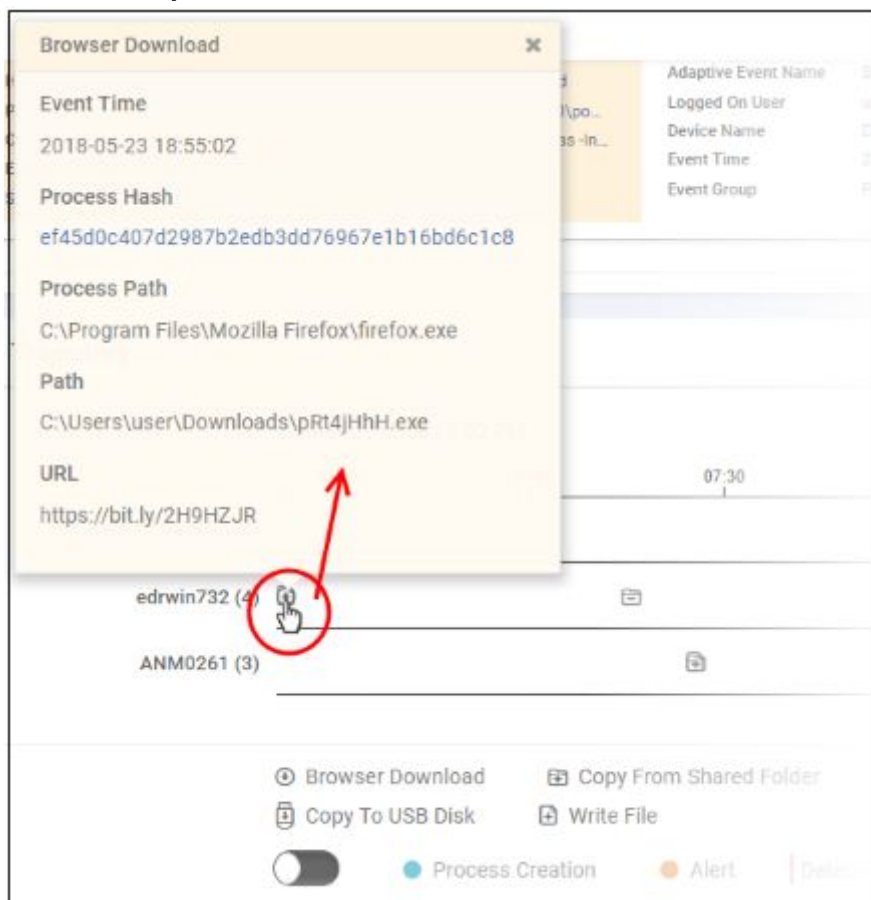 Browser Download
Event Time
2018-05-23 18:55:02
Process Hash
ef45d0c407d2987b2edb3dd76967e1b16bd6c1c8
Process Path
C:\Program Files\Mozilla Firefox\firefox.exe
Path
C:\Users\user\Downloads\pRt4jHhH.exe
URL
https://bit.ly/2H9HZJR
Adaptive Event Name
Logged On User
Device Name
Event Time
Event Group
07:30
edrwin732 (4)
ANM0261 (3)
Browser Download Copy From Shared Folder
Copy To USB Disk Write File
Process Creation Alert